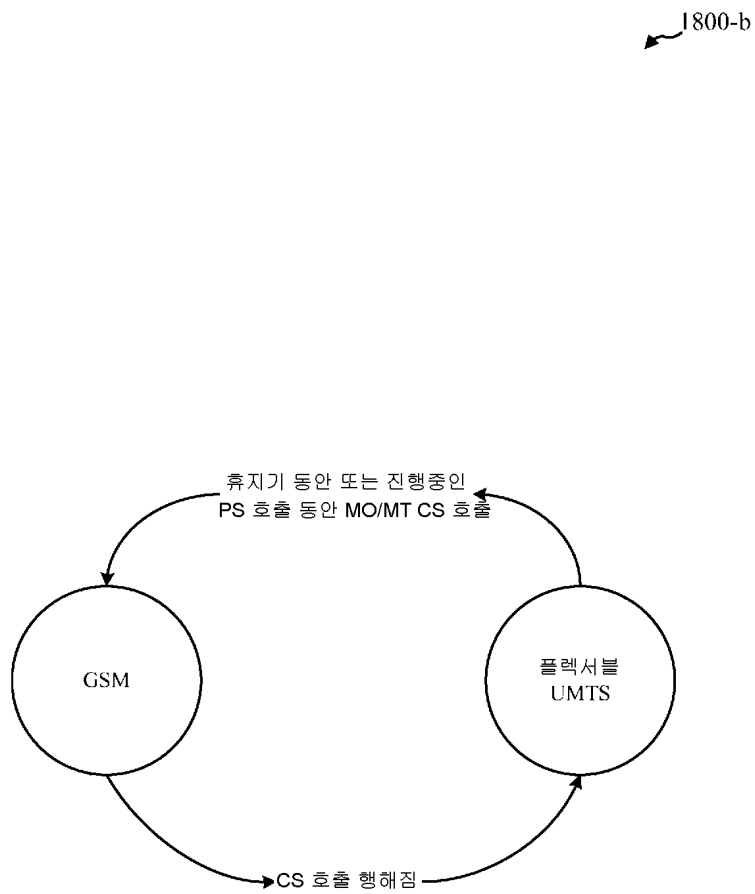 1800-b
휴지기 동안 또는 진행중인
PS 호출 동안 MO/MT CS 호출
GSM
플렉서블
UMTS
CS 호출 행해짐